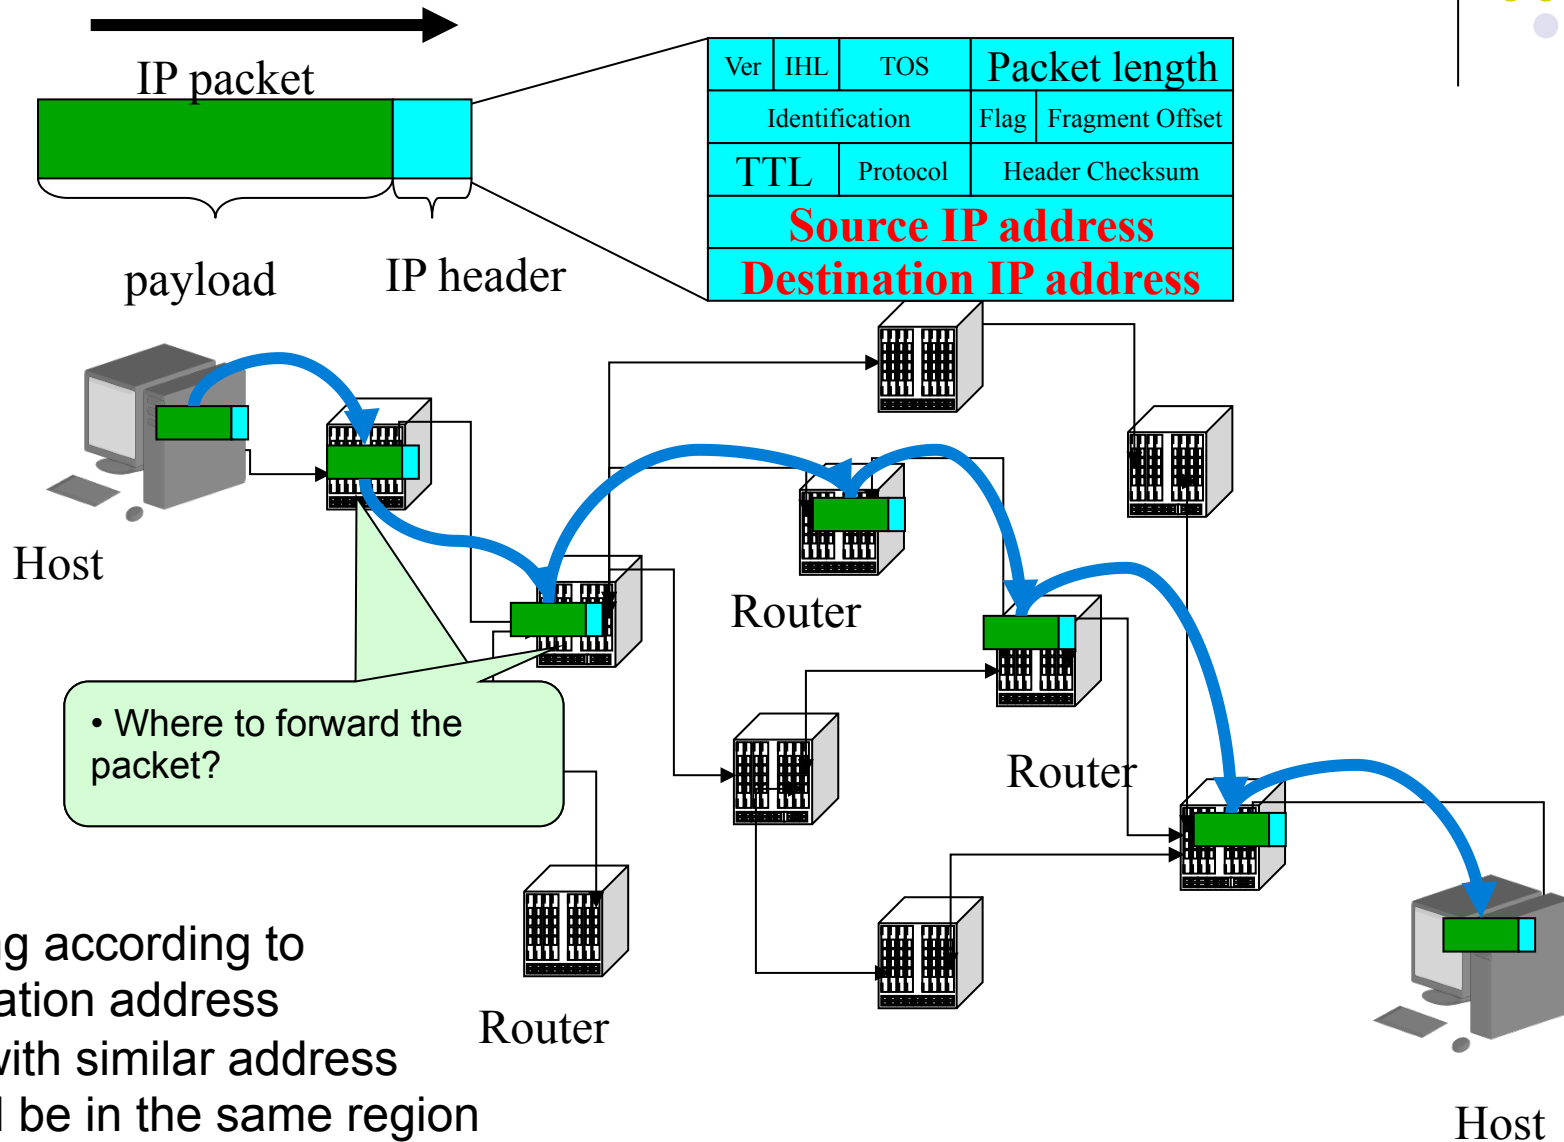 IP packet
payload
IP header
Ver IHL TOS Packet length
Identification Flag Fragment Offset
TTL Protocol Header Checksum
Source IP address
Destination IP address
Host
Router
• Where to forward the
packet?
Router
Router
Host
ng according to
ation address
with similar address
be in the same region